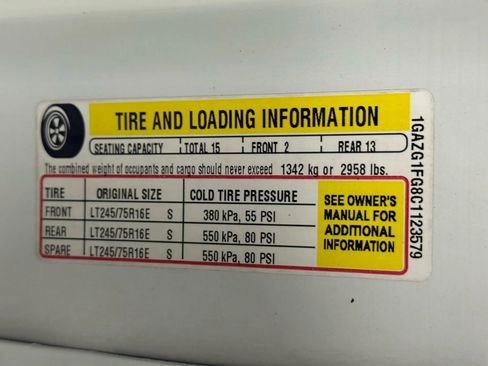 TIRE AND LOADING INFORMATION
SEATING CAPACITY TOTAL 15 FRONT 2 REAR 13
The combined weight of occupants and cargo should never exceed 1342 kg or 2958 lbs.
TIRE ORIGINAL SIZE COLD TIRE PRESSURE
FRONT LT245/75R16E S 380 kPa, 55 PSI
REAR LT245/75R16E S 550 kPa, 80 PSI
SPARE LT245/75R16E S 550 kPa, 80 PSI
SEE OWNER'S
MANUAL FOR
ADDITIONAL
INFORMATION
1GAZG1FG8C1123579